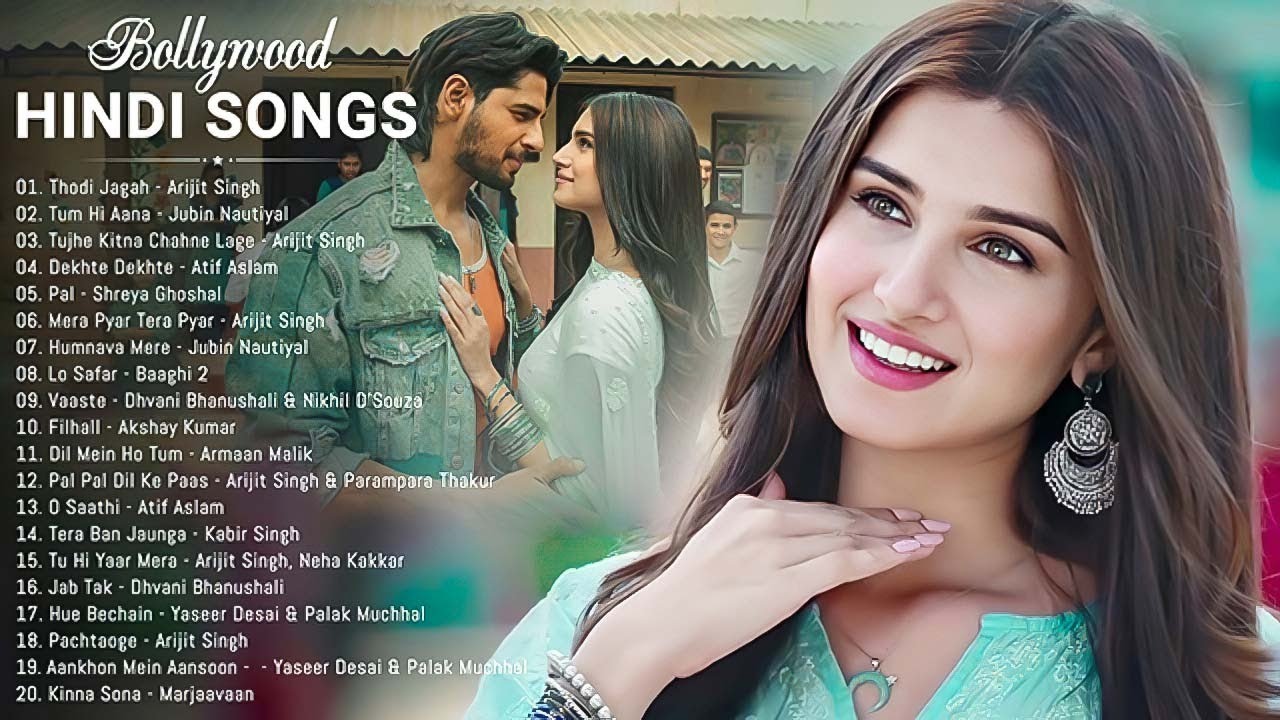 Bollywood
HINDI SONGS
01. Thodi Jagah - Arijit Singh
02. Tum Hi Aana - Jubin Nautiyal
03. Tujhe Kitna Chahne Lage - Arijit Singh
04. Dekhte Dekhte - Atif Aslam
05. Pal - Shreya Ghoshal
06. Mera Pyar Tera Pyar - Arijit Singh
07. Humnava Mere - Jubin Nautiyal
08. Lo Safar - Baaghi 2
09. Vaaste - Dhvani Bhanushali & Nikhil D'Souza
10. Filhall - Akshay Kumar
11. Dil Mein Ho Tum - Armaan Malik
12. Pal Pal Dil Ke Paas - Arijit Singh & Parampara Thakur
13. O Saathi - Atif Aslam
14. Tera Ban Jaunga - Kabir Singh
15. Tu Hi Yaar Mera - Arijit Singh, Neha Kakkar
16. Jab Tak - Dhvani Bhanushali
17. Hue Bechain - Yaseer Desai & Palak Muchhal
18. Pachtaoge - Arijit Singh
19. Aankhon Mein Aansoon -  - Yaseer Desai & Palak Muchhal
20. Kinna Sona - Marjaavaan